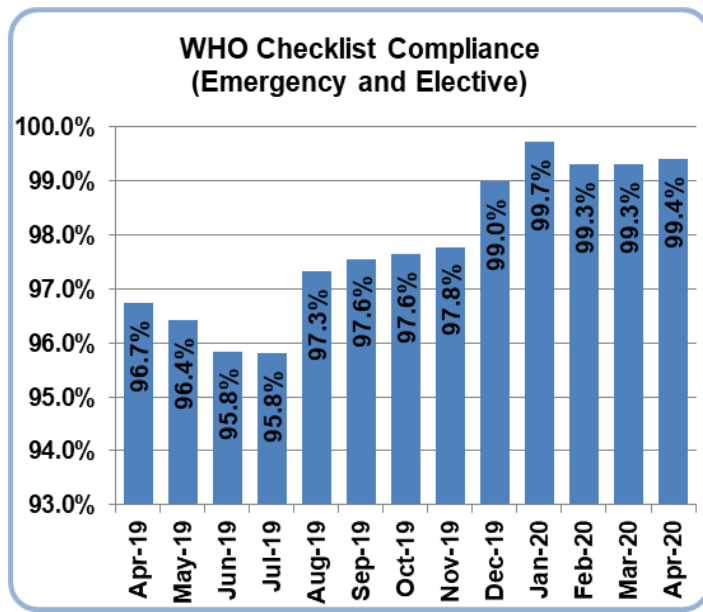 WHO Checklist Compliance
(Emergency and Elective)
100.0%
99.0%
98.0%
97.0%
96.0%
95.0%
94.0%
93.0%
96.7%
96.4%
95.8%
95.8%
97.3%
97.6%
97.6%
97.8%
99.0%
99.7%
99.3%
99.3%
99.4%
Apr-19
May-19
Jun-19
Jul-19
Aug-19
Sep-19
Oct-19
Nov-19
Dec-19
Jan-20
Feb-20
Mar-20
Apr-20